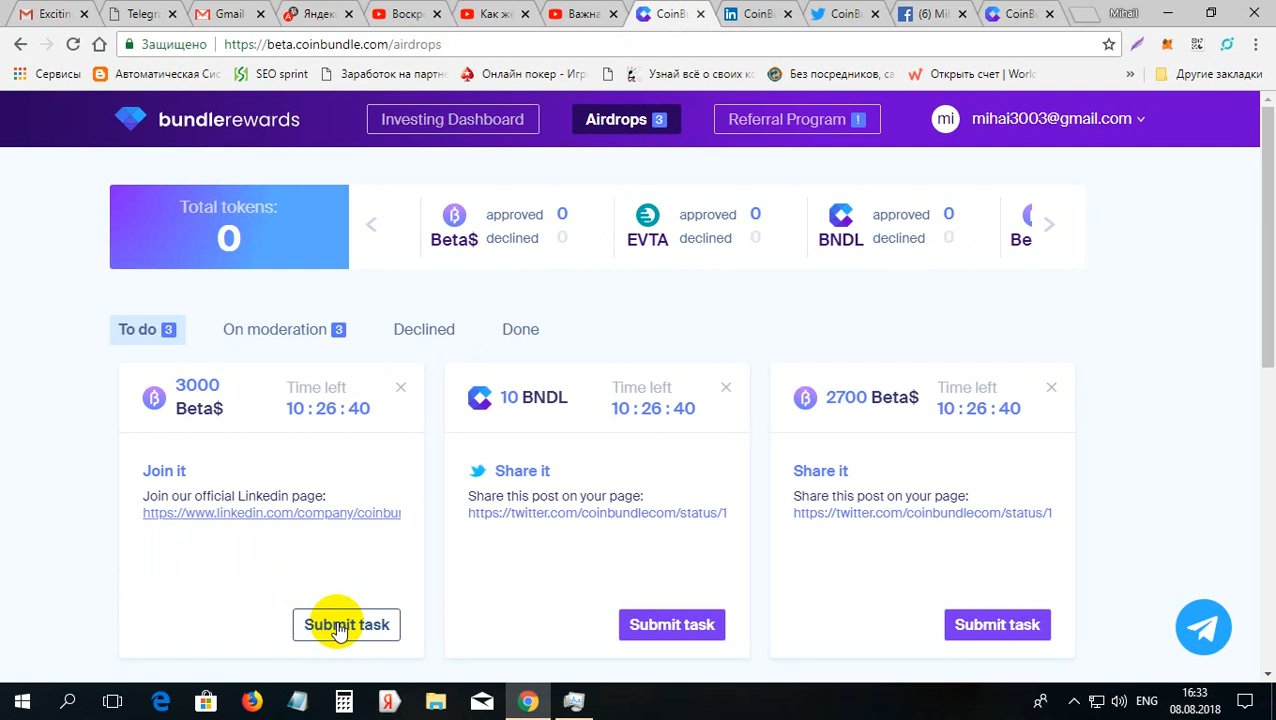 Exciting
Telegra
Gmail
Яндек
Воскр
Как же
Важна
CoinB
CoinB
CoinB
(6) Mih
CoinB
Mihail
Защищено
https://beta.coinbundle.com/airdrops
Сервисы
Автоматическая Сис
SEO sprint
Заработок на партн
Онлайн покер - Игр
Узнай всё о своих ко
Без посредников, са
Открыть счет | Worl
»
Другие закладки
bundlerewards
Investing Dashboard
Airdrops 3
Referral Program !
mi
mihai3003@gmail.com
Total tokens:
0
Beta$
approved 0
declined 0
EVTA
approved 0
declined 0
BNDL
approved 0
declined 0
Be
To do 3
On moderation 3
Declined
Done
3000
Beta$
Time left
10 : 26 : 40
10 BNDL
Time left
10 : 26 : 40
2700 Beta$
Time left
10 : 26 : 40
Join it
Join our official Linkedin page:
https://www.linkedin.com/company/coinbu
Submit task
Share it
Share this post on your page:
https://twitter.com/coinbundlecom/status/1
Submit task
Share it
Share this post on your page:
https://twitter.com/coinbundlecom/status/1
Submit task
ENG
16:33
08.08.2018